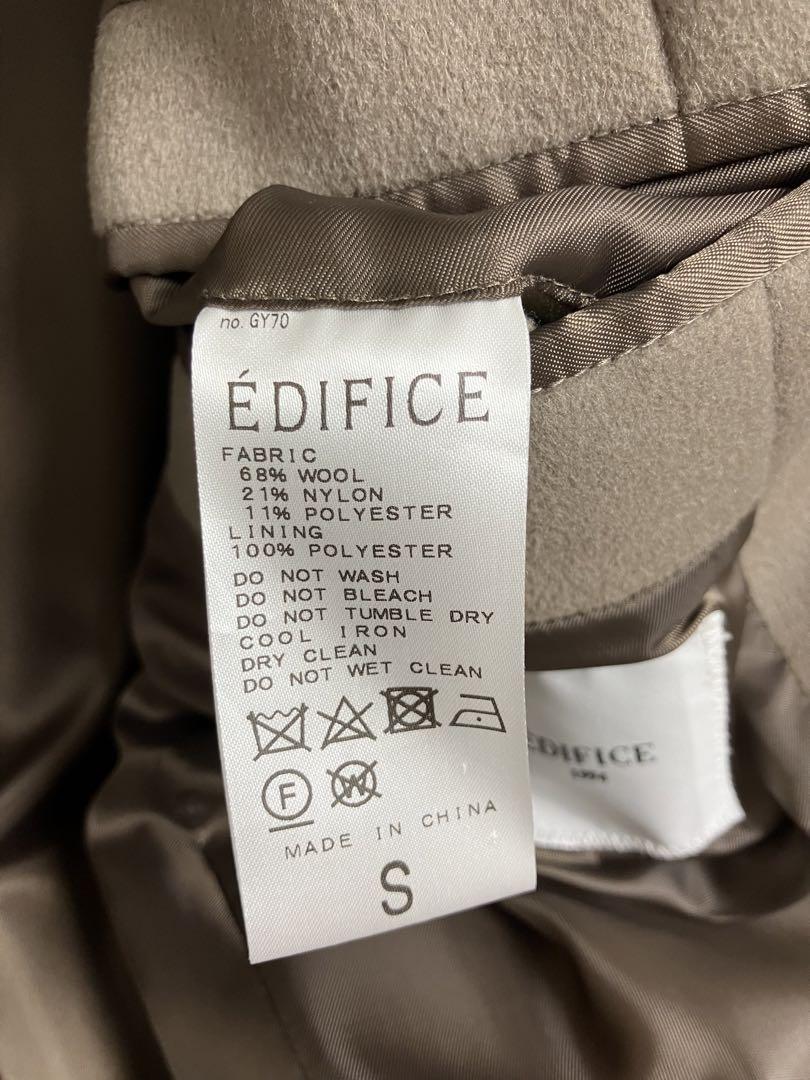 no. GY70
ÉDIFICE
FABRIC
68% WOOL
21% NYLON
11% POLYESTER
LINING
100% POLYESTER
DO NOT WASH
DO NOT BLEACH
DO NOT TUMBLE DRY
COOL IRON
DRY CLEAN
DO NOT WET CLEAN
F W
MADE IN CHINA
S
EDIFICE